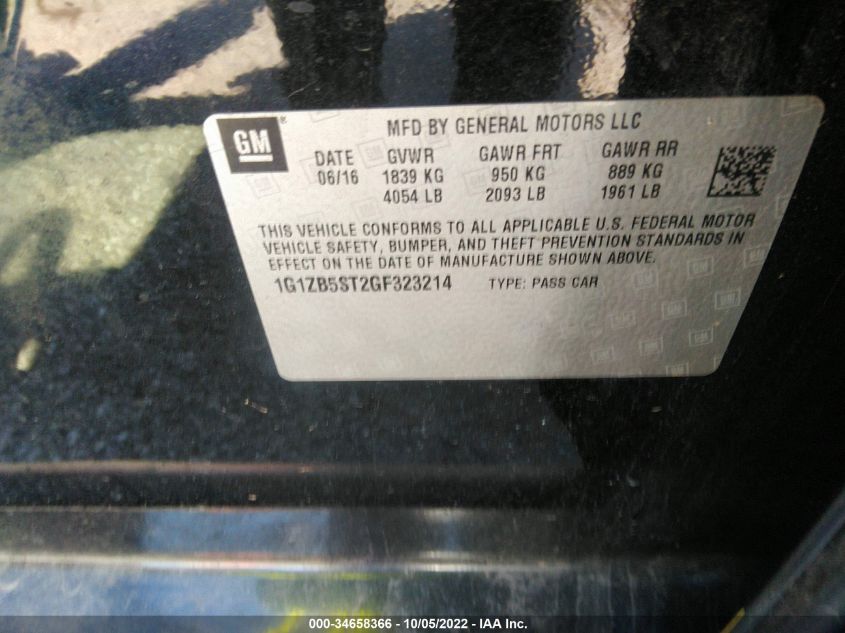 GM®
MFD BY GENERAL MOTORS LLC
DATE GVWR GAWR FRT GAWR RR
06/16 1839 KG 950 KG 889 KG
4054 LB 2093 LB 1961 LB
THIS VEHICLE CONFORMS TO ALL APPLICABLE U.S. FEDERAL MOTOR
VEHICLE SAFETY, BUMPER, AND THEFT PREVENTION STANDARDS IN
EFFECT ON THE DATE OF MANUFACTURE SHOWN ABOVE.
1G1ZB5ST2GF323214 TYPE: PASS CAR
000-34658366 - 10/05/2022 - IAA Inc.